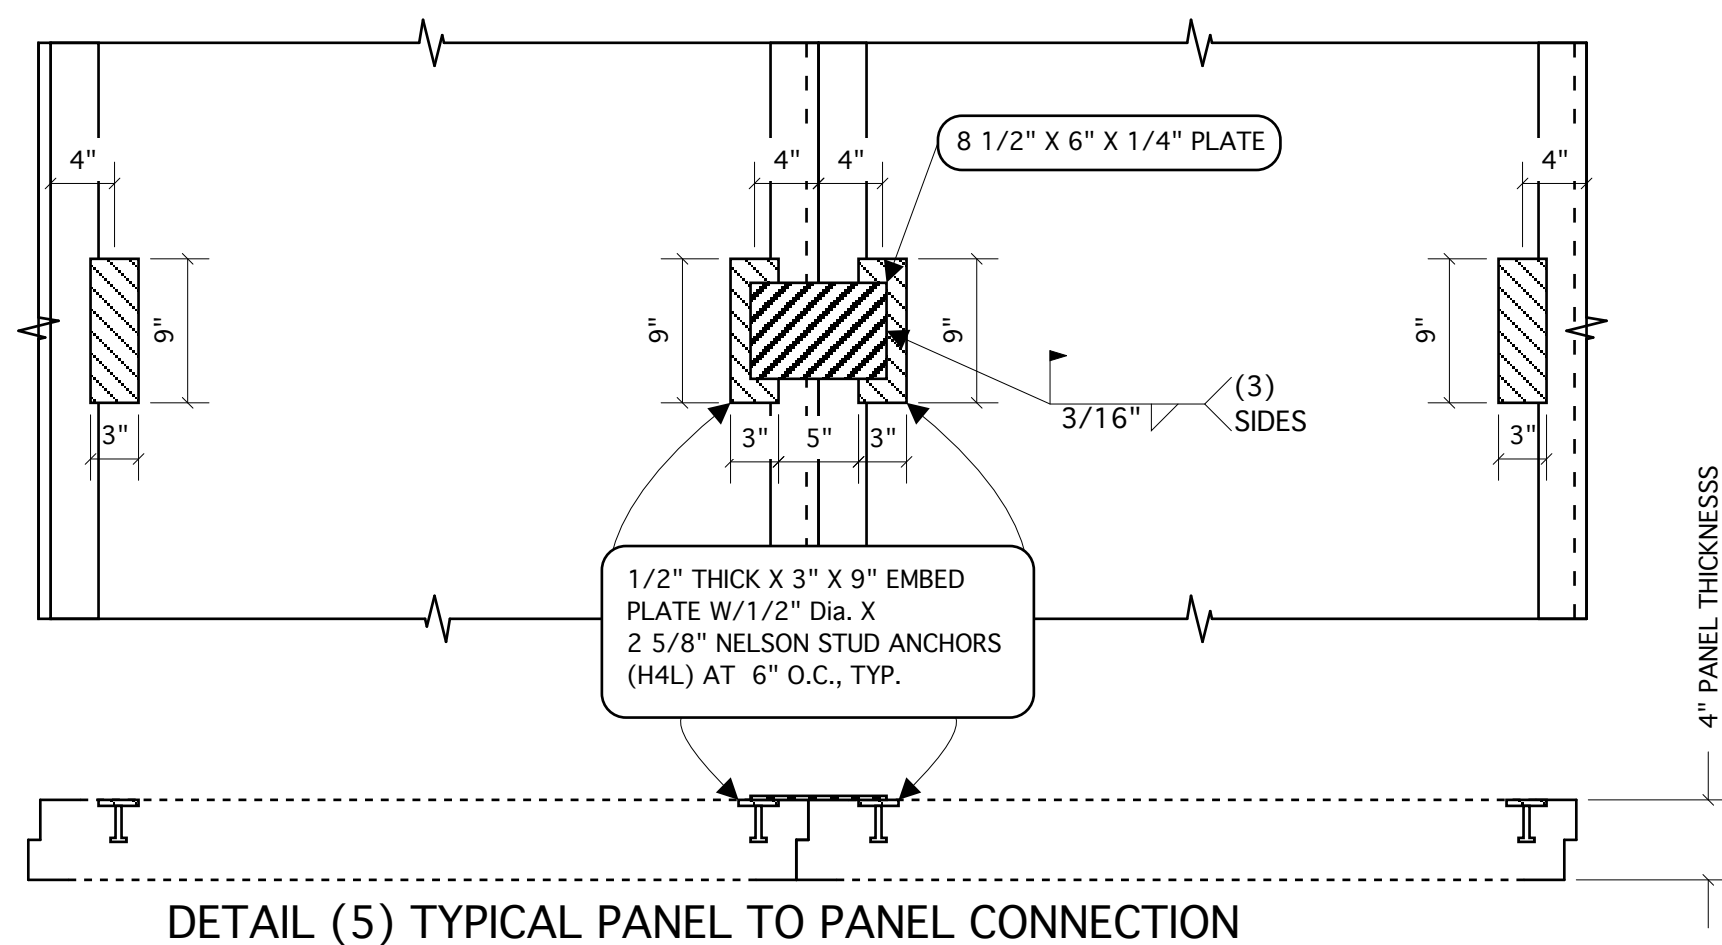 8 1/2" X 6" X 1/4" PLATE
4"
4"
4"
4"
9"
9"
9"
9"
3/16"
(3)
SIDES
3"
3"
5"
3"
3"
1/2" THICK X 3" X 9" EMBED
PLATE W/1/2" Dia. X
2 5/8" NELSON STUD ANCHORS
(H4L) AT 6" O.C., TYP.
4" PANEL THICKNESSS
DETAIL (5) TYPICAL PANEL TO PANEL CONNECTION